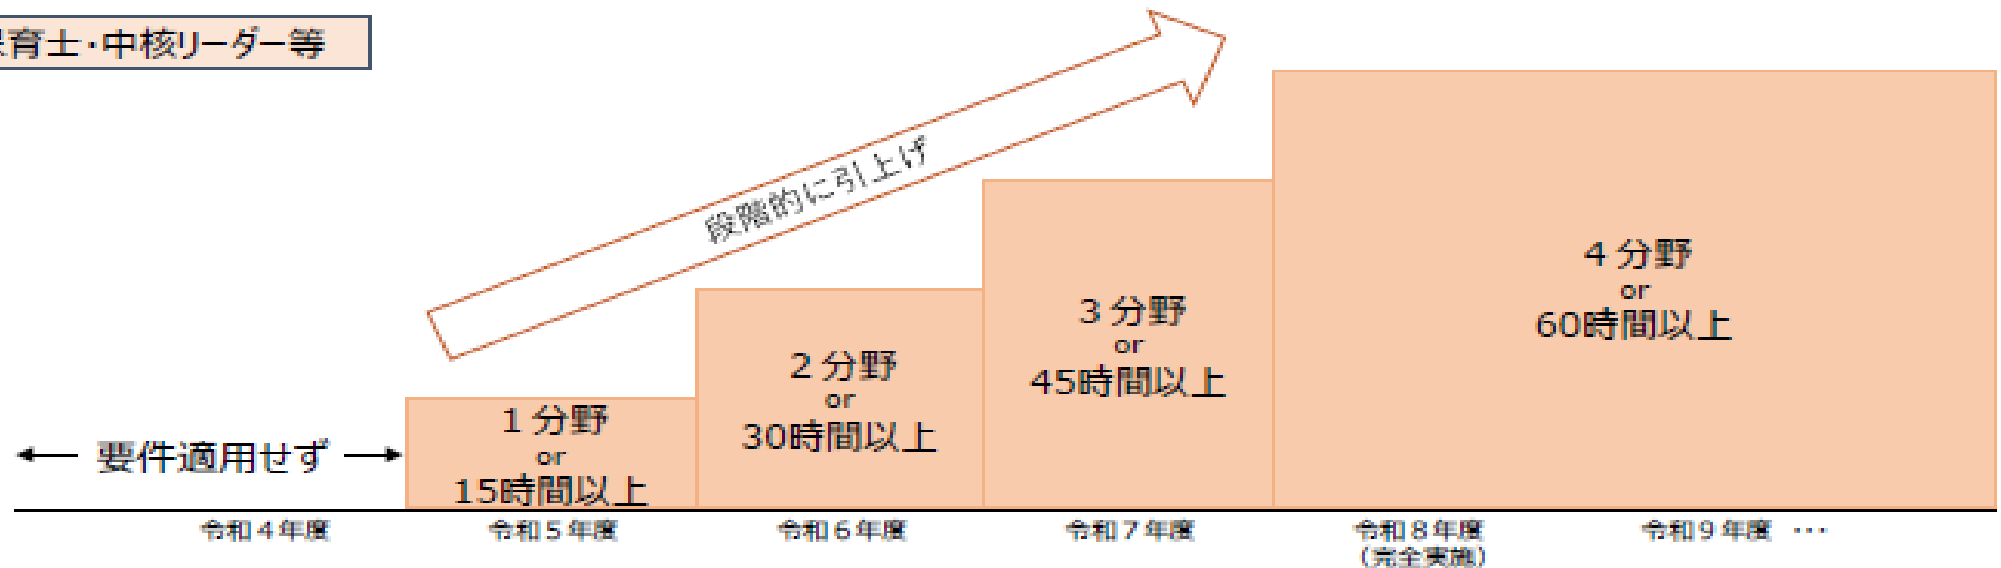 育士・中核リーダー等
段階的に引上げ
4分野
or
60時間以上
3分野
or
45時間以上
2分野
or
30時間以上
1分野
or
15時間以上
要件適用せず
令和4年度
令和5年度
令和6年度
令和7年度
令和8年度
(完全実施)
令和9年度 …